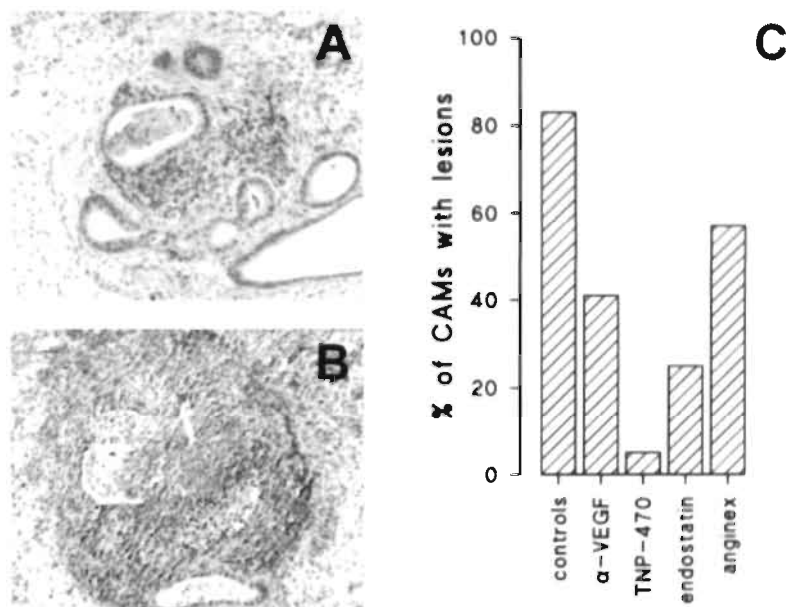 A
B
C
% of CAMs with lesions
100
80
60
40
20
0
controls
α-VEGF
TNP-470
endostatin
anginex